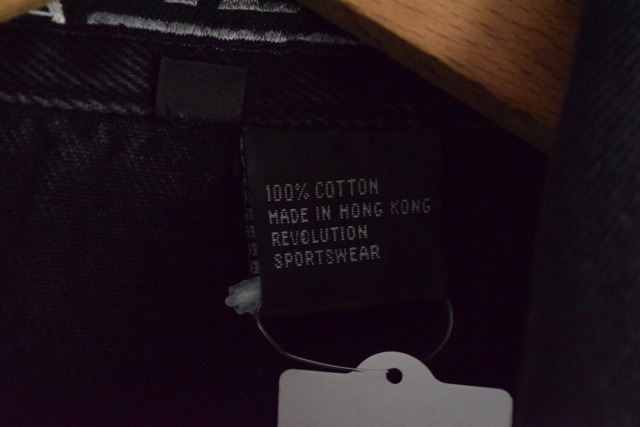 100% COTTON
MADE IN HONG KONG
REVOLUTION
SPORTSWEAR